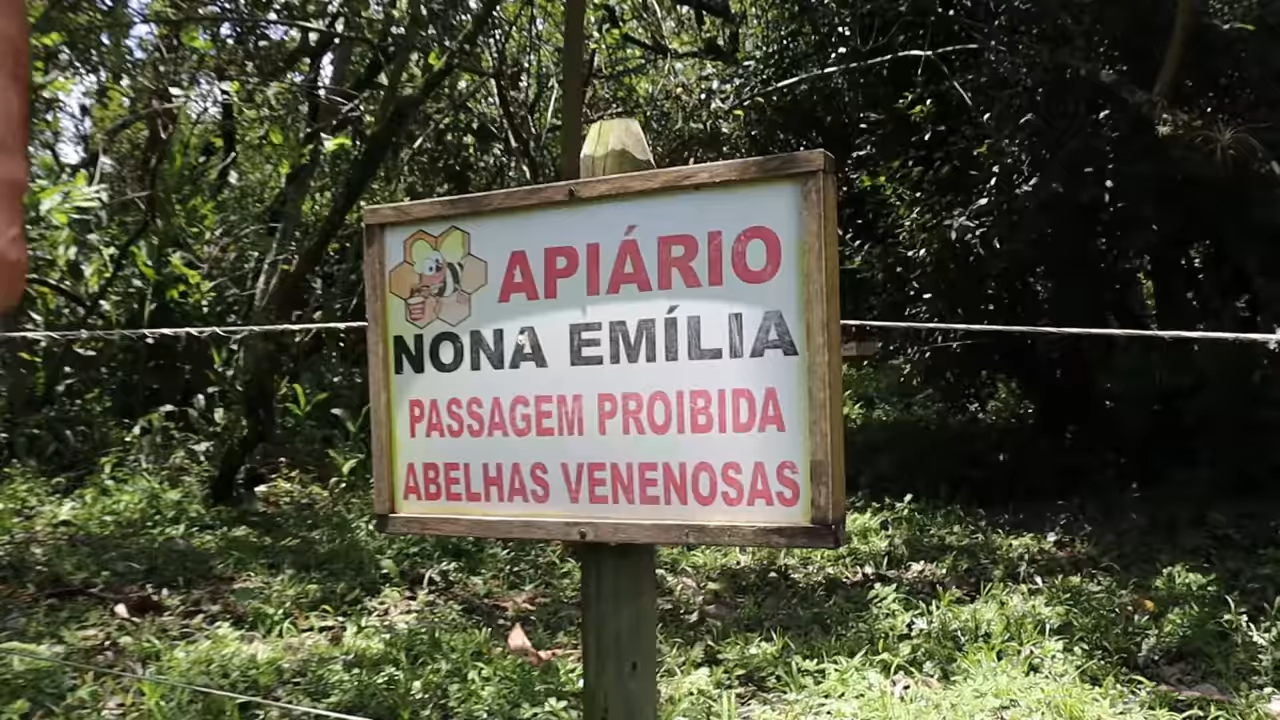 APIÁRIO
NONA EMÍLIA
PASSAGEM PROIBIDA
ABELHAS VENENOSAS